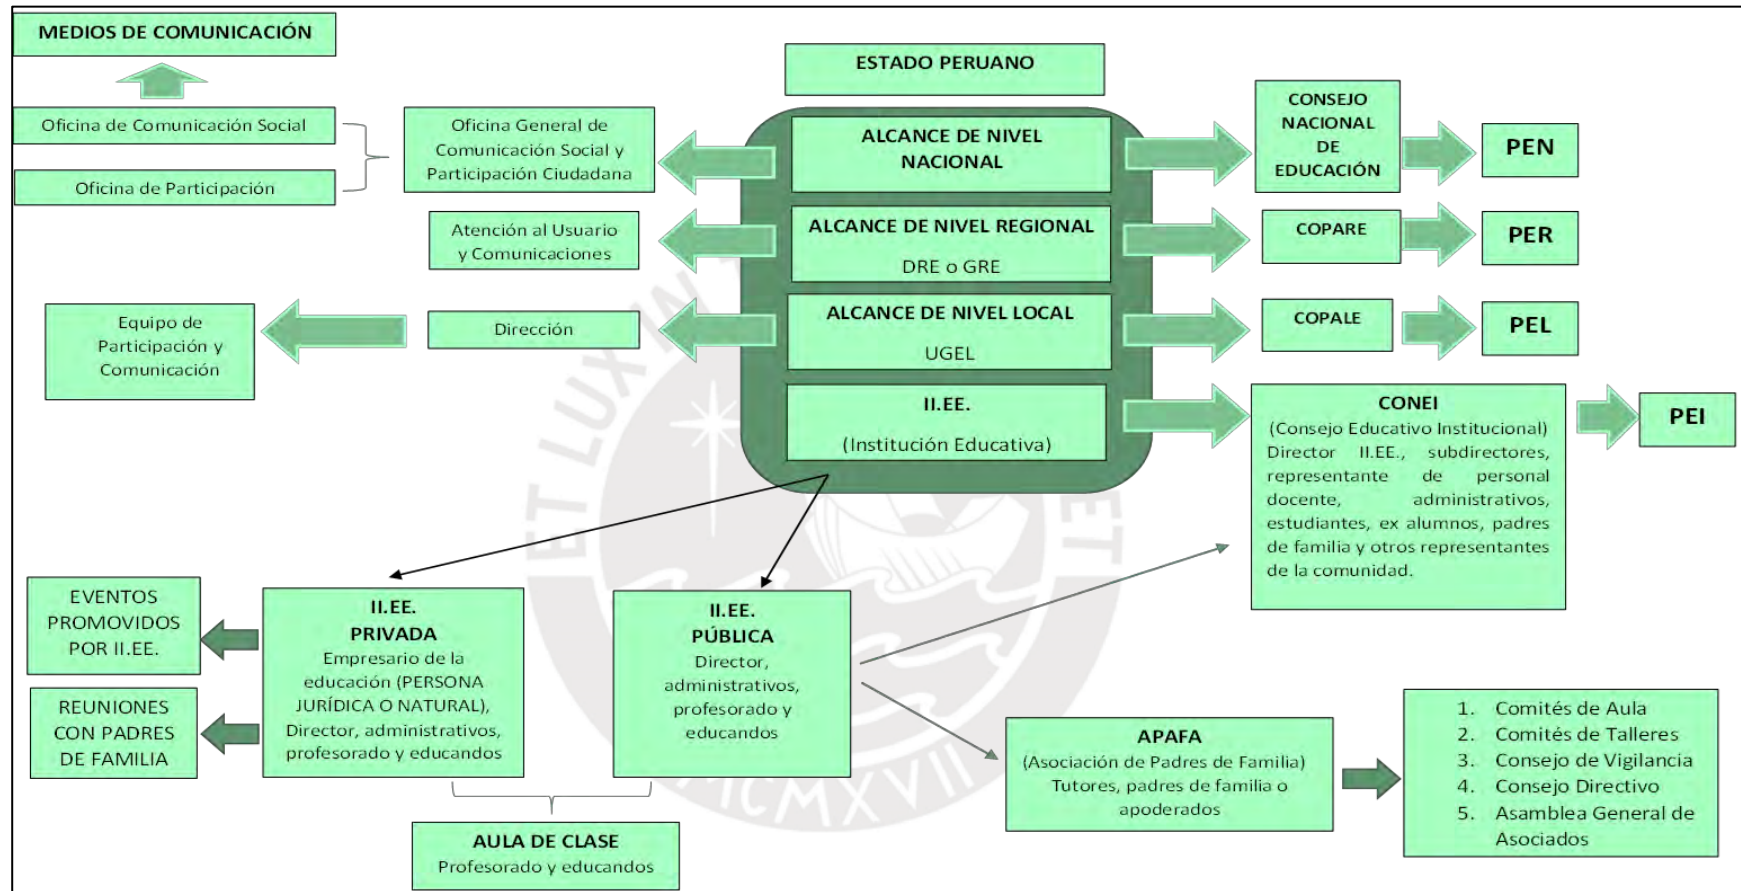 MEDIOS DE COMUNICACIÓN
Oficina de Comunicación Social
Oficina de Participación
Oficina General de
Comunicación Social y
Participación Ciudadana
ESTADO PERUANO
ALCANCE DE NIVEL
NACIONAL
CONSEJO
NACIONAL
DE
EDUCACIÓN
PEN
Atención al Usuario
y Comunicaciones
ALCANCE DE NIVEL REGIONAL
DRE o GRE
COPARE
PER
Equipo de
Participación y
Comunicación
Dirección
ALCANCE DE NIVEL LOCAL
UGEL
COPALE
PEL
II.EE.
(Institución Educativa)
CONEI
(Consejo Educativo Institucional)
Director II.EE., subdirectores,
representante de personal
docente, administrativos,
estudiantes, ex alumnos, padres
de familia y otros representantes
de la comunidad.
PEI
EVENTOS
PROMOVIDOS
POR II.EE.
REUNIONES
CON PADRES
DE FAMILIA
II.EE.
PRIVADA
Empresario de la
educación (PERSONA
JURÍDICA O NATURAL),
Director, administrativos,
profesorado y educandos
II.EE.
PÚBLICA
Director,
administrativos,
profesorado y
educandos
AULA DE CLASE
Profesorado y educandos
APAFA
(Asociación de Padres de Familia)
Tutores, padres de familia o
apoderados
1. Comités de Aula
2. Comités de Talleres
3. Consejo de Vigilancia
4. Consejo Directivo
5. Asamblea General de
Asociados
ET LUX IN
ET
MCMXVII